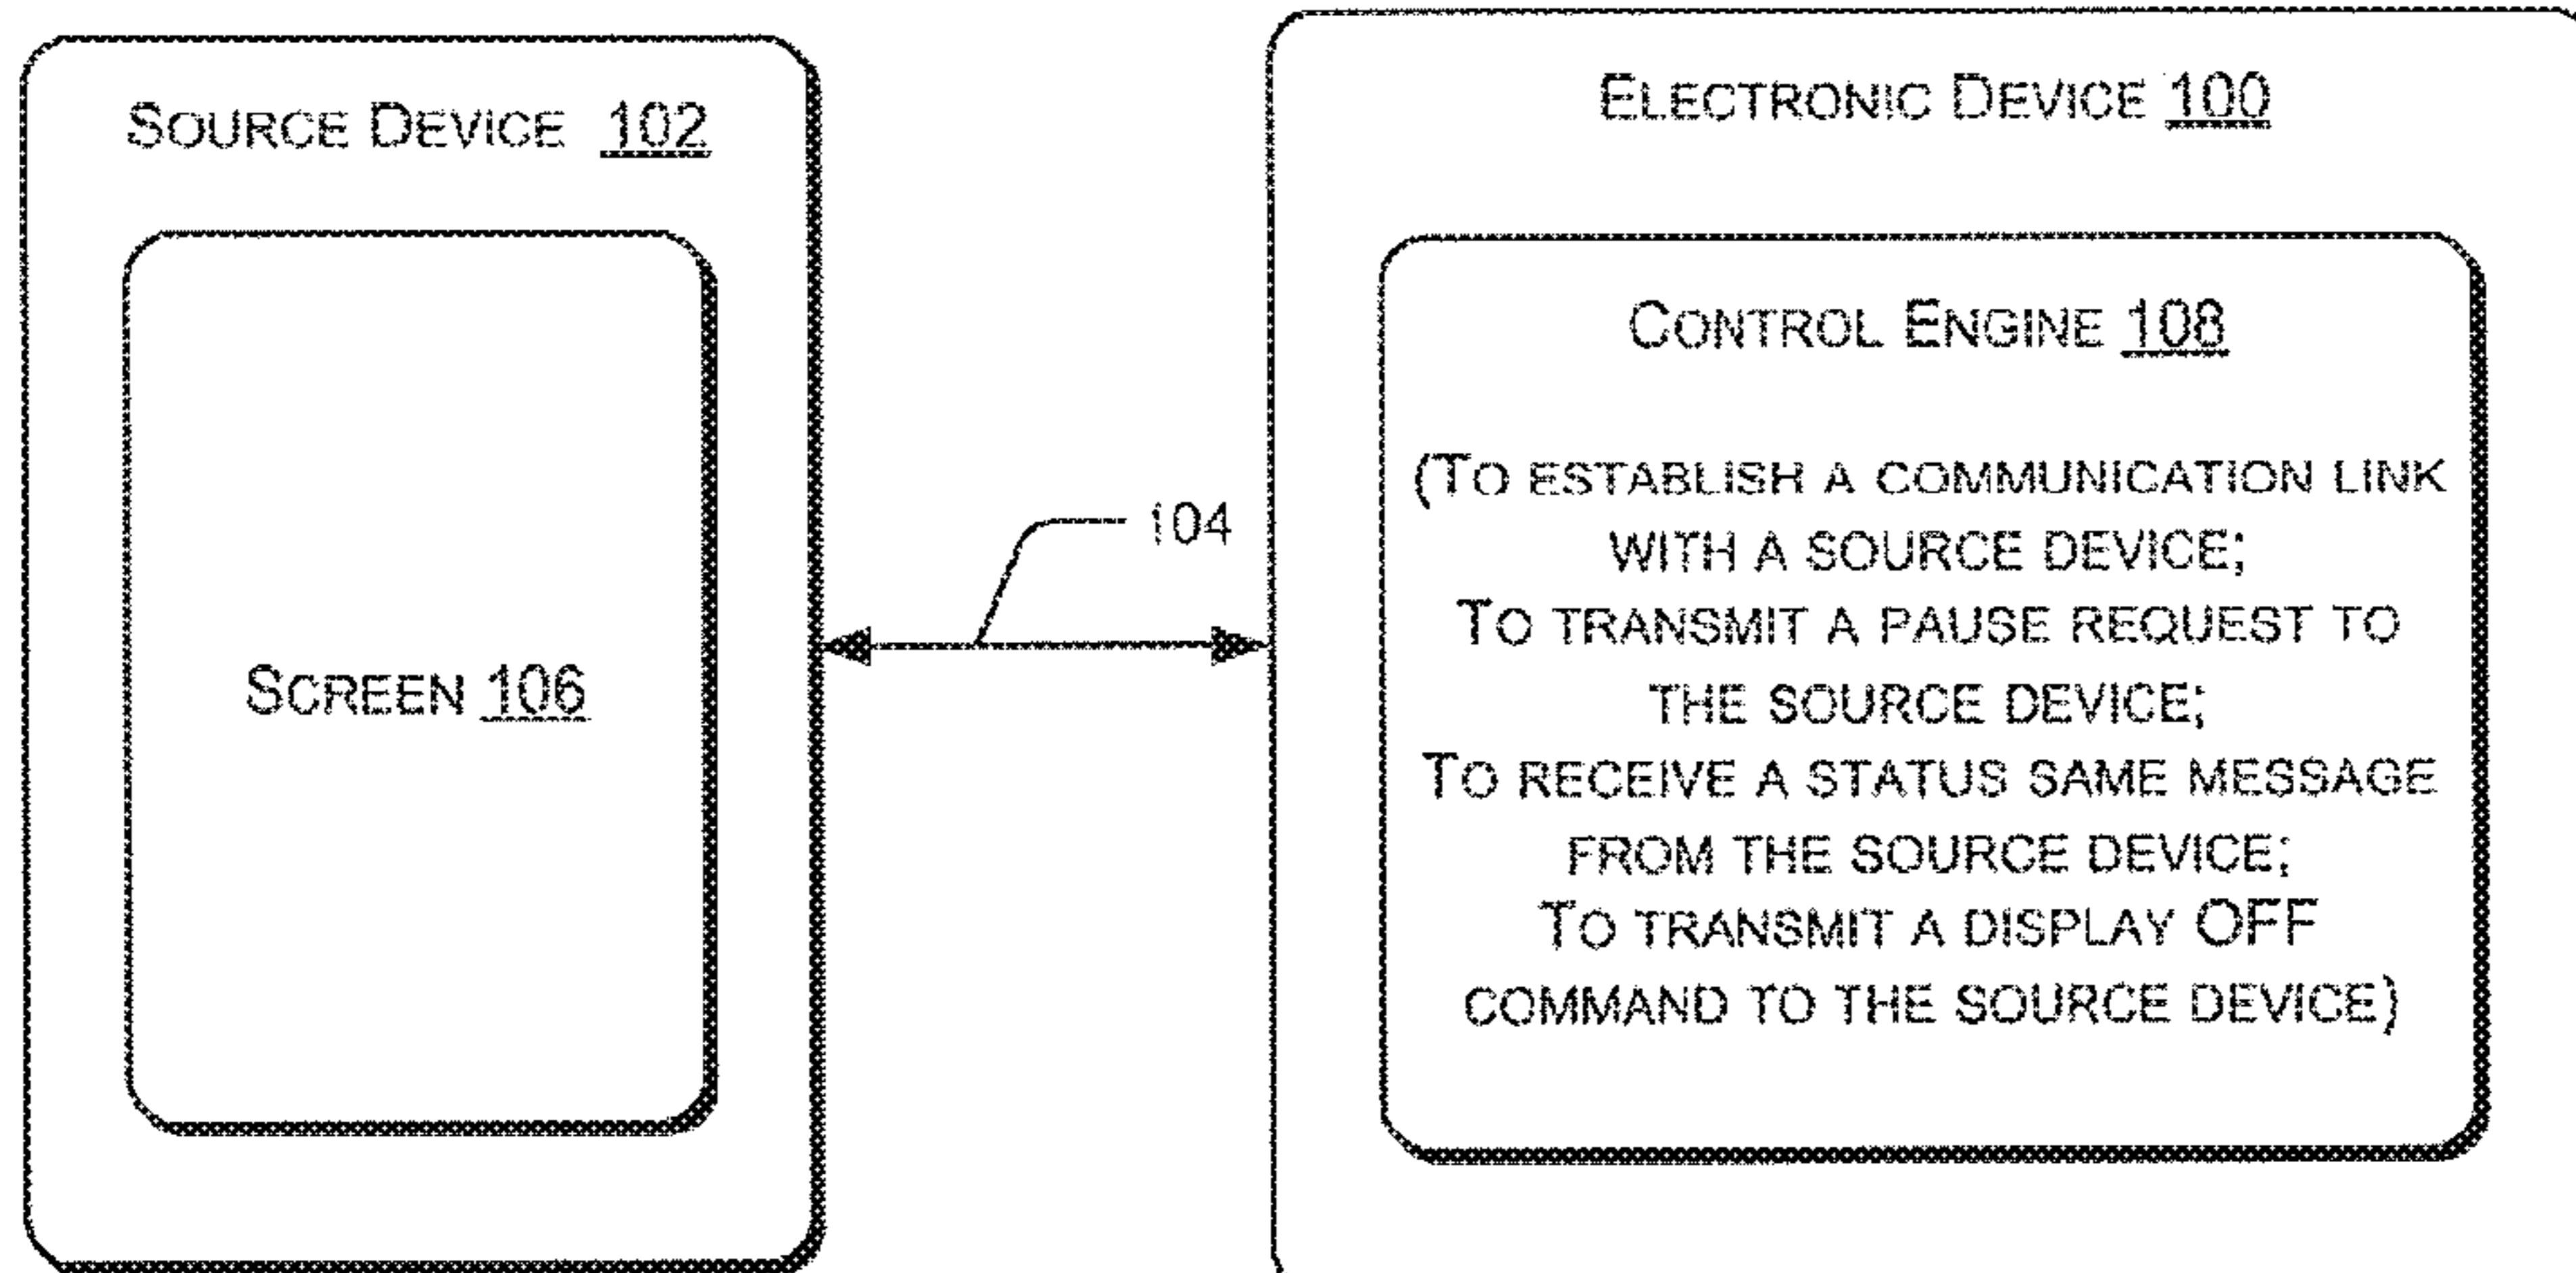 SOURCE DEVICE 102
SCREEN 106
104
ELECTRONIC DEVICE 100
CONTROL ENGINE 108
(TO ESTABLISH A COMMUNICATION LINK
WITH A SOURCE DEVICE;
TO TRANSMIT A PAUSE REQUEST TO
THE SOURCE DEVICE;
TO RECEIVE A STATUS SAME MESSAGE
FROM THE SOURCE DEVICE;
TO TRANSMIT A DISPLAY OFF
COMMAND TO THE SOURCE DEVICE)